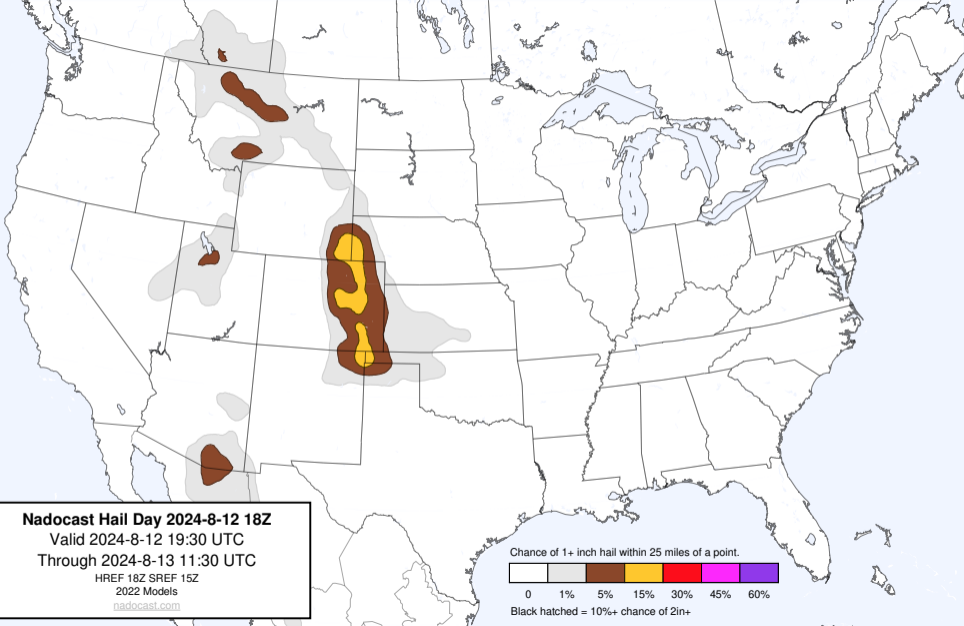 Nadocast Hail Day 2024-8-12 18Z
Valid 2024-8-12 19:30 UTC
Through 2024-8-13 11:30 UTC
HREF 18Z SREF 15Z
2022 Models
nadocast.com
Chance of 1+ inch hail within 25 miles of a point.
0 1% 5% 15% 30% 45% 60%
Black hatched = 10%+ chance of 2in+